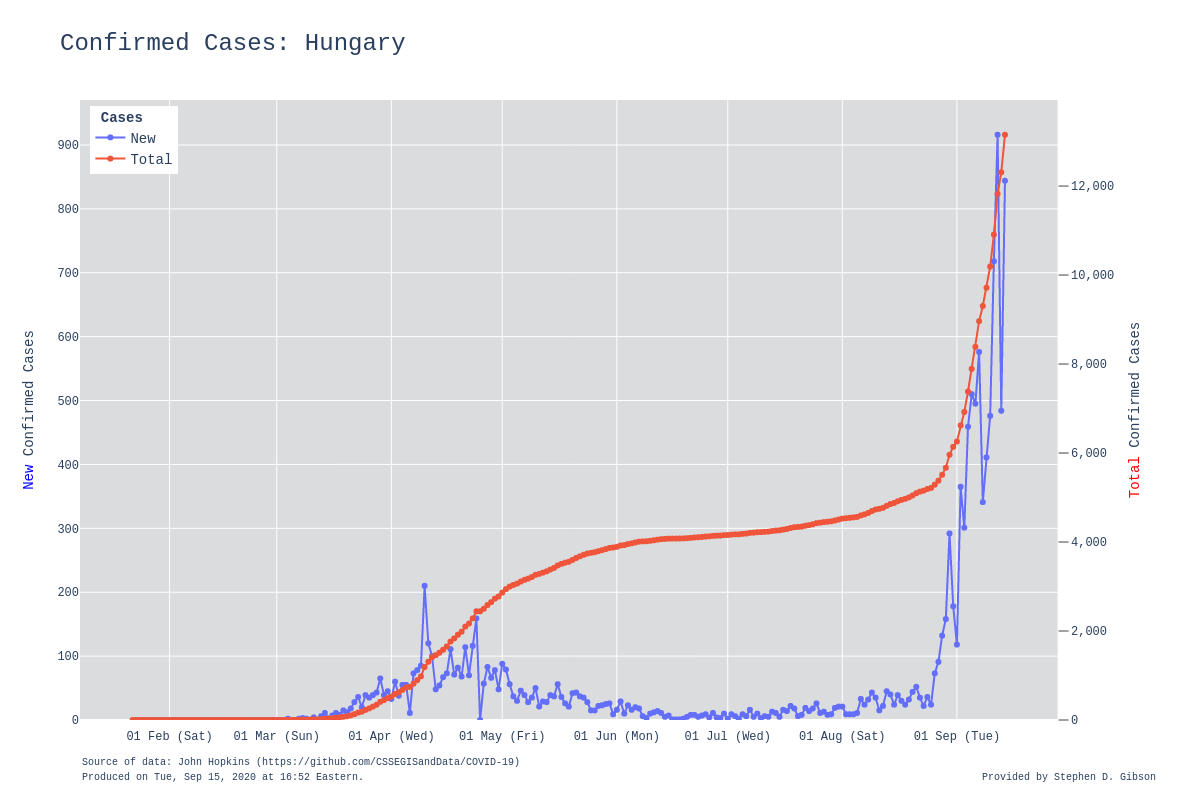 Confirmed Cases: Hungary
Cases
New
Total
900
800
700
600
500
400
300
200
100
0
New Confirmed Cases
12,000
10,000
8,000
6,000
4,000
2,000
0
Total Confirmed Cases
01 Feb (Sat) 01 Mar (Sun) 01 Apr (Wed) 01 May (Fri) 01 Jun (Mon) 01 Jul (Wed) 01 Aug (Sat) 01 Sep (Tue)
Source of data: John Hopkins (https://github.com/CSSEGISandData/COVID-19)
Produced on Tue, Sep 15, 2020 at 16:52 Eastern.
Provided by Stephen D. Gibson